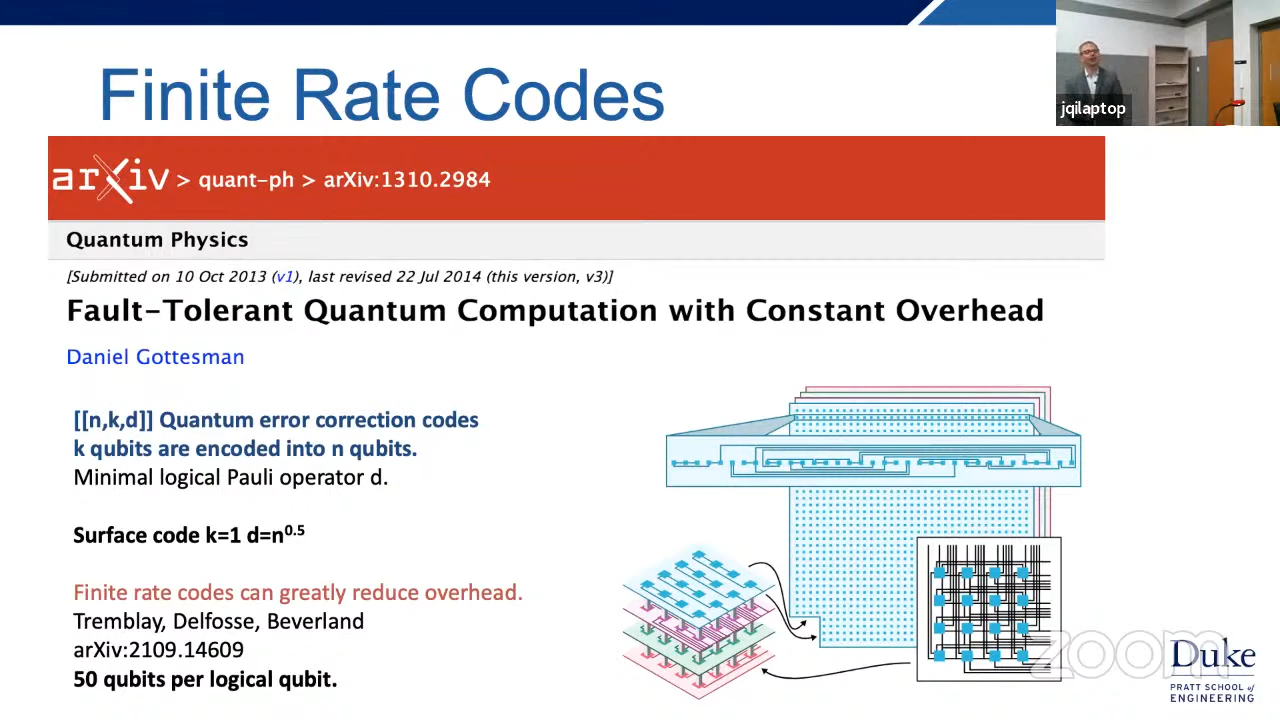 Finite Rate Codes
jqilaptop
arXiv > quant-ph > arXiv:1310.2984
Quantum Physics
[Submitted on 10 Oct 2013 (v1), last revised 22 Jul 2014 (this version, v3)]
Fault-Tolerant Quantum Computation with Constant Overhead
Daniel Gottesman
[[n,k,d]] Quantum error correction codes
k qubits are encoded into n qubits.
Minimal logical Pauli operator d.
Surface code k=1 d=n^0.5
Finite rate codes can greatly reduce overhead.
Tremblay, Delfosse, Beverland
arXiv:2109.14609
50 qubits per logical qubit.
zoom
Duke
PRATT SCHOOL of
ENGINEERING